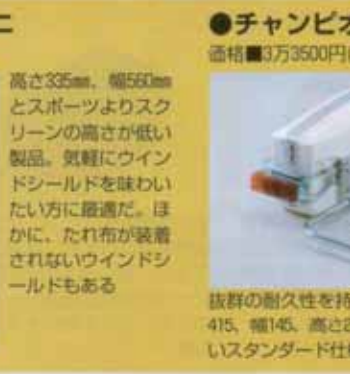 ニ
高さ335mm、幅560mm
とスポーツよりスク
リーンの高さが低い
製品。気軽にウイン
ドシールドを味わい
たい方に最適だ。ほ
かに、たれ布が装着
されないウインドシ
ールドもある
●チャンピオ
価格■3万3500円
抜群の耐久性を持
415、幅145、高さ
いスタンダード仕